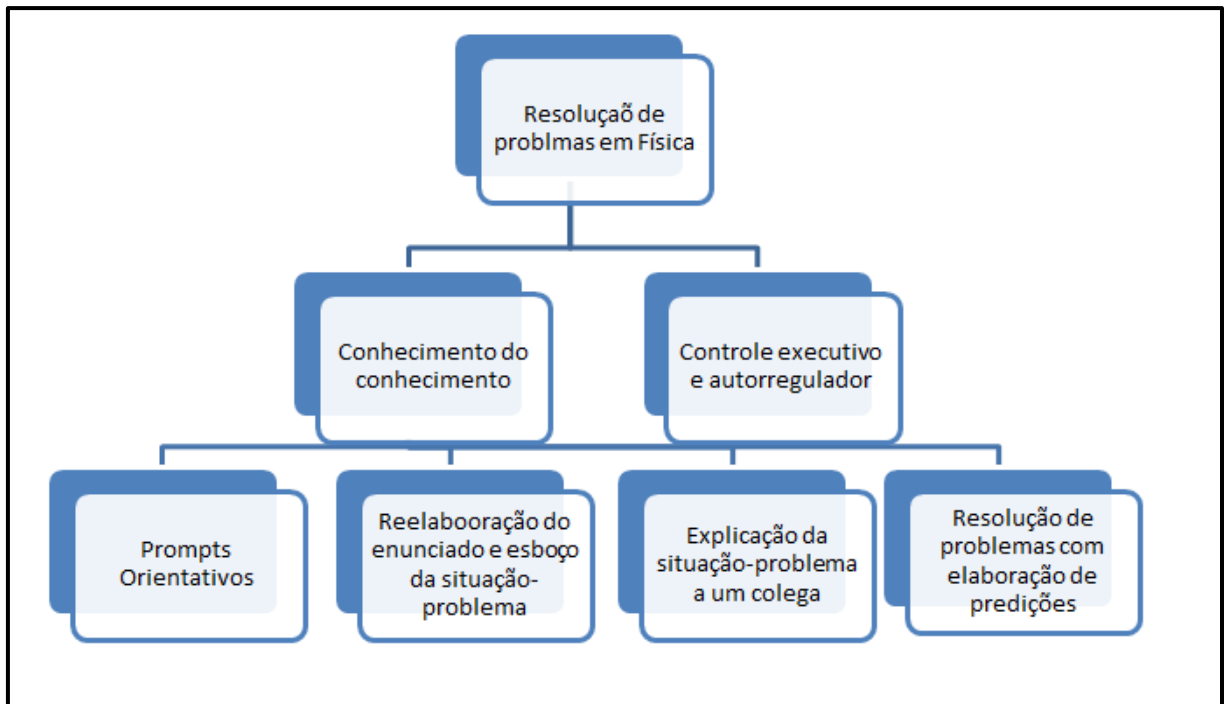 Resoluçaõ de
problmas em Física
Conhecimento do
conhecimento
Controle executivo
e autorregulador
Prompts
Orientativos
Reelabooração do
enunciado e esboço
da situação-
problema
Explicação da
situação-problema
a um colega
Resolução de
problemas com
elaboração de
predições